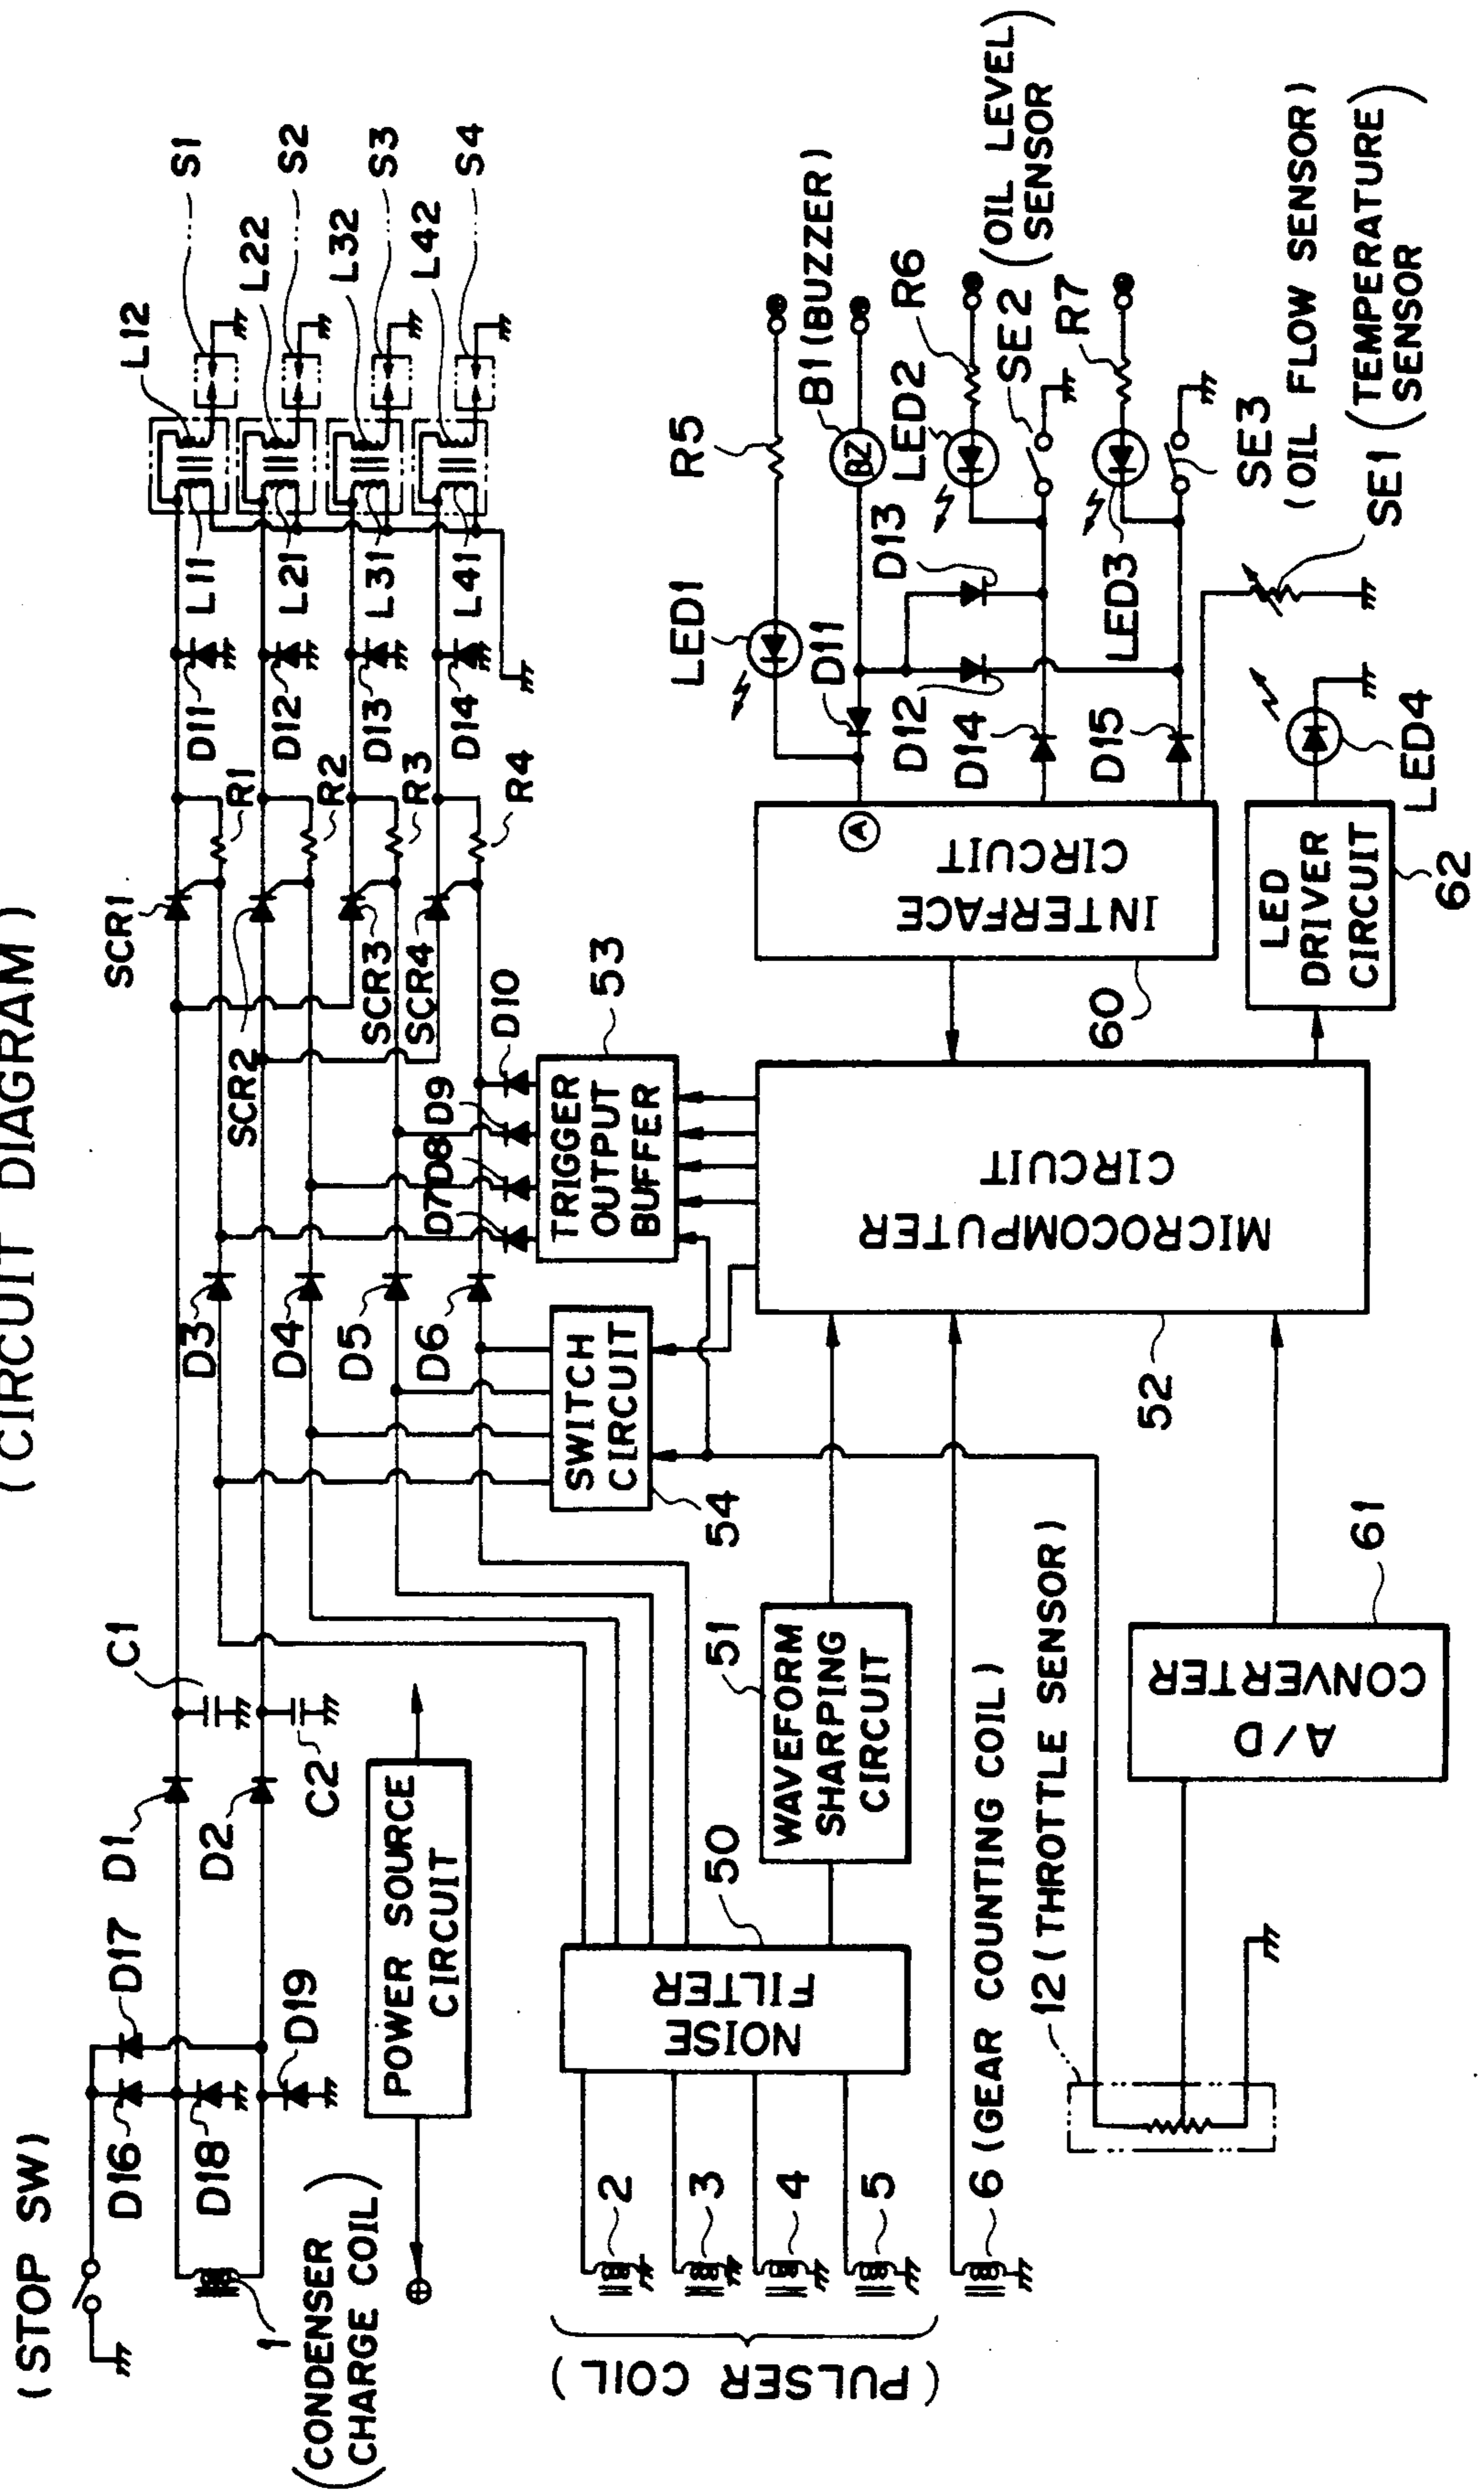 (CIRCUIT DIAGRAM)
(STOP SW)
D16
D17
D18
D19
1
(CONDENSER
CHARGE COIL)
D1
D2
C1
C2
POWER SOURCE
CIRCUIT
SCR1
SCR2
SCR3
SCR4
R1
R2
R3
R4
D11
D12
D13
D14
L11
L21
L31
L41
L12
L22
L32
L42
S1
S2
S3
S4
D3
D4
D5
D6
D7
D8
D9
D10
SWITCH
CIRCUIT
54
TRIGGER
OUTPUT
BUFFER
53
(PULSER COIL)
2
3
4
5
NOISE
FILTER
50
WAVEFORM
SHARPING
CIRCUIT
51
6 (GEAR COUNTING COIL)
12 (THROTTLE SENSOR)
A/D
CONVERTER
61
MICROCOMPUTER
CIRCUIT
52
INTERFACE
CIRCUIT
A
60
LED
DRIVER
CIRCUIT
62
LED4
LED1
R5
D11
B1 (BUZZER)
BZ
D12
D13
D14
D15
LED2
R6
SE2
(OIL LEVEL
SENSOR)
LED3
R7
SE3
(OIL FLOW SENSOR)
SE1
(TEMPERATURE
SENSOR)